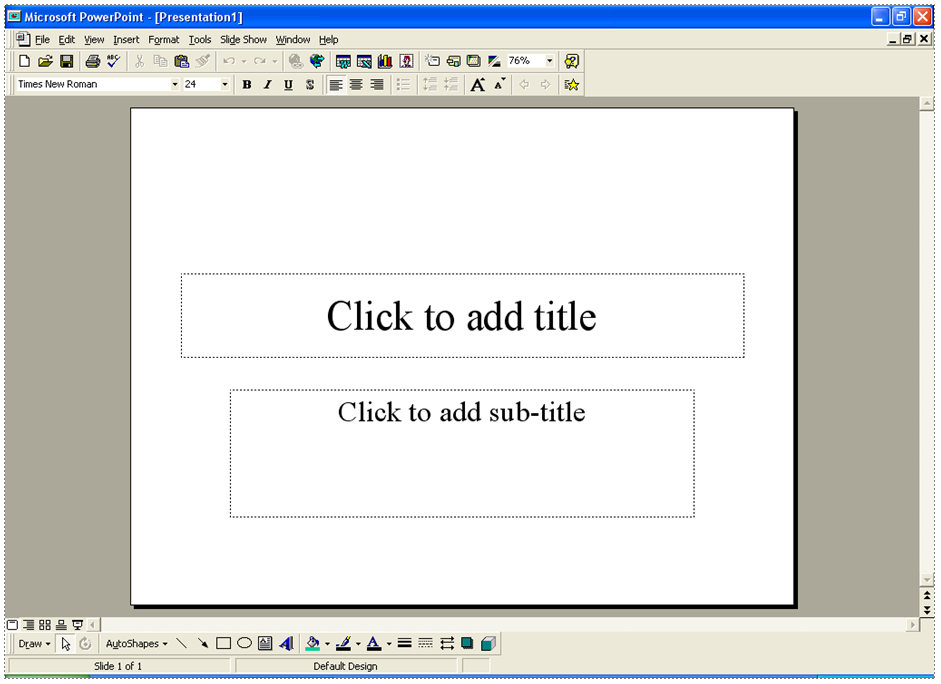 Microsoft PowerPoint - [Presentation1]
File Edit View Insert Format Tools Slide Show Window Help
ABC 76% ?
Times New Roman 24 B I U S A A
Click to add title
Click to add sub-title
Draw AutoShapes A A A
Slide 1 of 1 Default Design